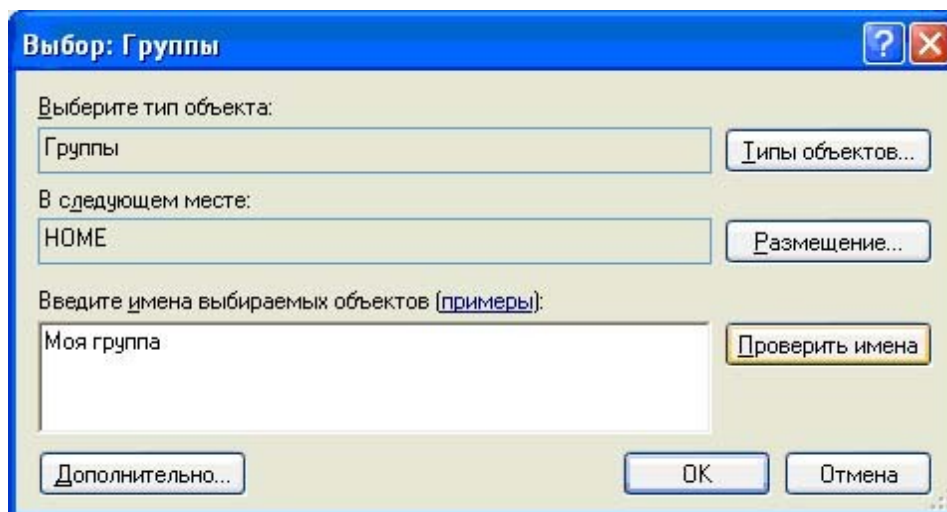 Выбор: Группы
Выберите тип объекта:
Группы
Типы объектов...
В следующем месте:
HOME
Размещение...
Введите имена выбираемых объектов (примеры):
Моя группа
Проверить имена
Дополнительно...
OK
Отмена